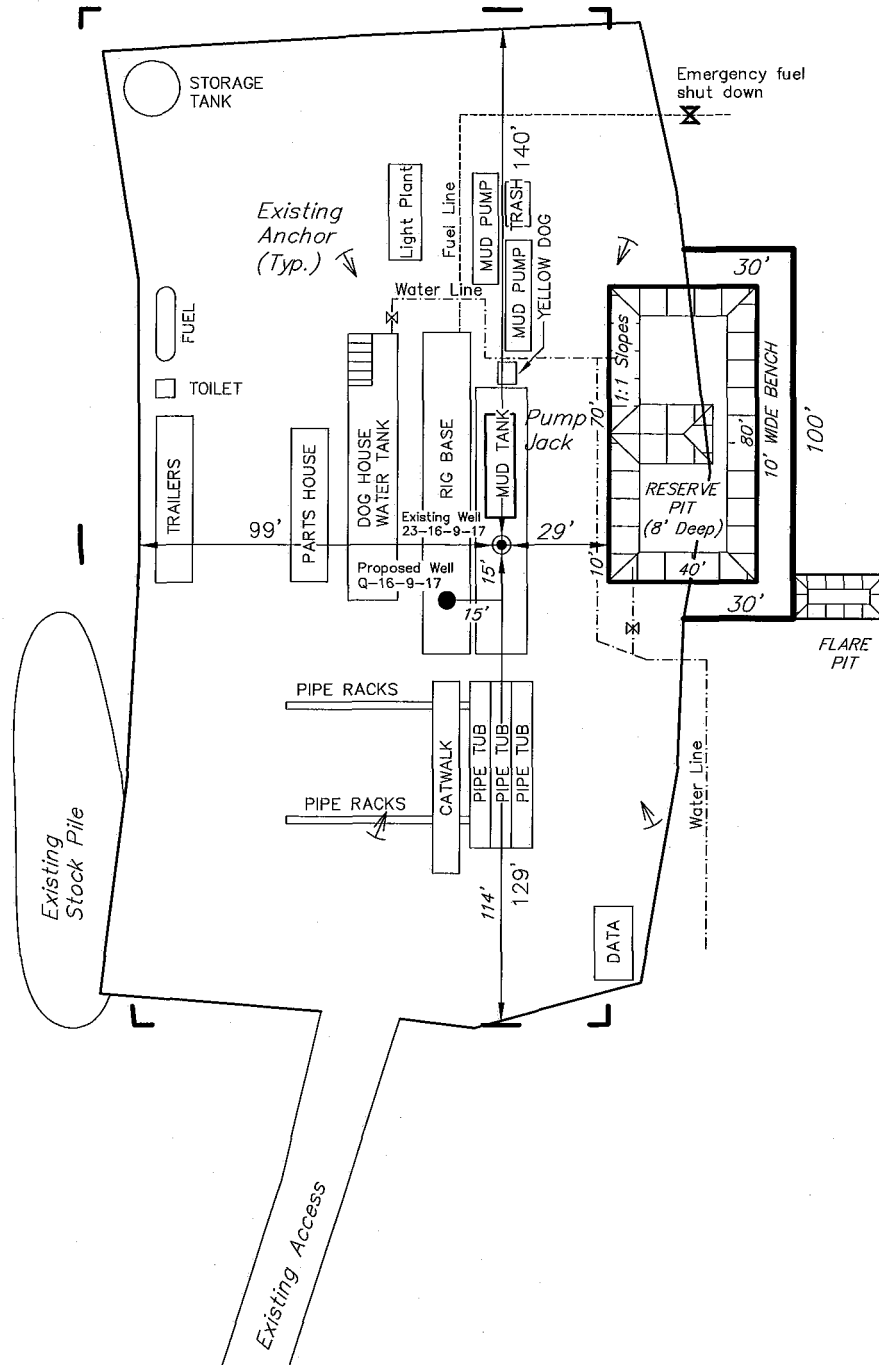 STORAGE
TANK
Emergency fuel
shut down
140'
Existing
Anchor
(Typ.)
Light Plant
Fuel Line
MUD PUMP
TRASH
MUD PUMP
YELLOW DOG
Water Line
30'
FUEL
TOILET
1:1 Slopes
70'
80'
10' WIDE BENCH
100'
TRAILERS
PARTS HOUSE
DOG HOUSE
WATER TANK
RIG BASE
MUD TANK
Pump
Jack
RESERVE
PIT
(8' Deep)
99'
Existing Well
23-16-9-17
29'
Proposed Well
Q-16-9-17
15'
15'
10'
40'
30'
FLARE
PIT
PIPE RACKS
PIPE RACKS
CATWALK
PIPE TUB
PIPE TUB
PIPE TUB
Water Line
Existing
Stock Pile
114'
129'
DATA
Existing Access